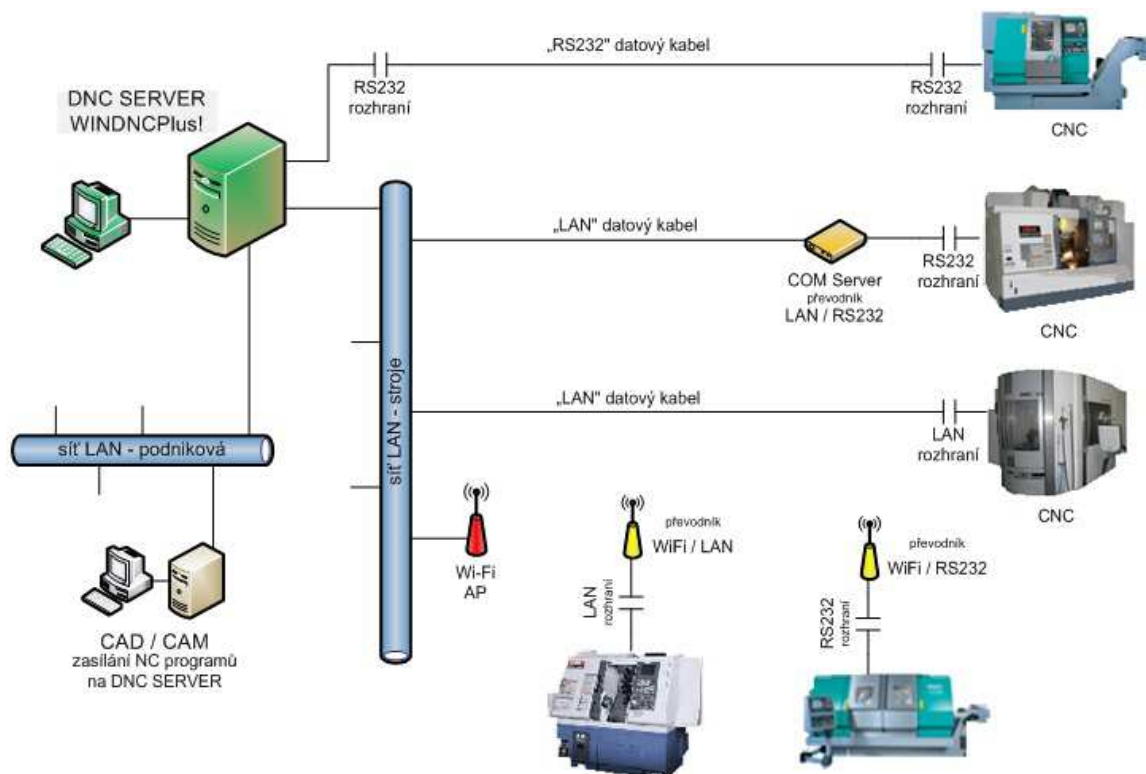 „RS232" datový kabel
RS232
rozhraní
RS232
rozhraní
CNC
DNC SERVER
WINDNCPlus!
„LAN" datový kabel
COM Server
převodník
LAN / RS232
RS232
rozhraní
CNC
síť LAN - stroje
„LAN" datový kabel
LAN
rozhraní
CNC
síť LAN - podniková
Wi-Fi
AP
převodník
WiFi / LAN
LAN
rozhraní
převodník
WiFi / RS232
RS232
rozhraní
CAD / CAM
zasílání NC programů
na DNC SERVER